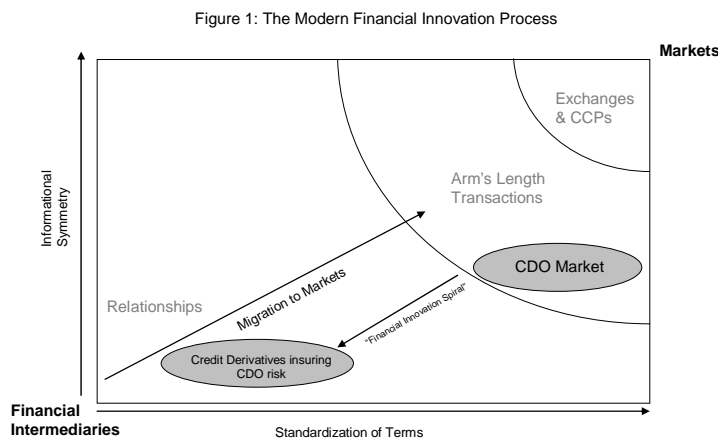 Figure 1: The Modern Financial Innovation Process
Markets
Exchanges
& CCPs
Arm's Length
Transactions
Informational
Symmetry
CDO Market
Relationships
Migration to Markets
"Financial Innovation Spiral"
Credit Derivatives insuring
CDO risk
Financial
Intermediaries
Standardization of Terms